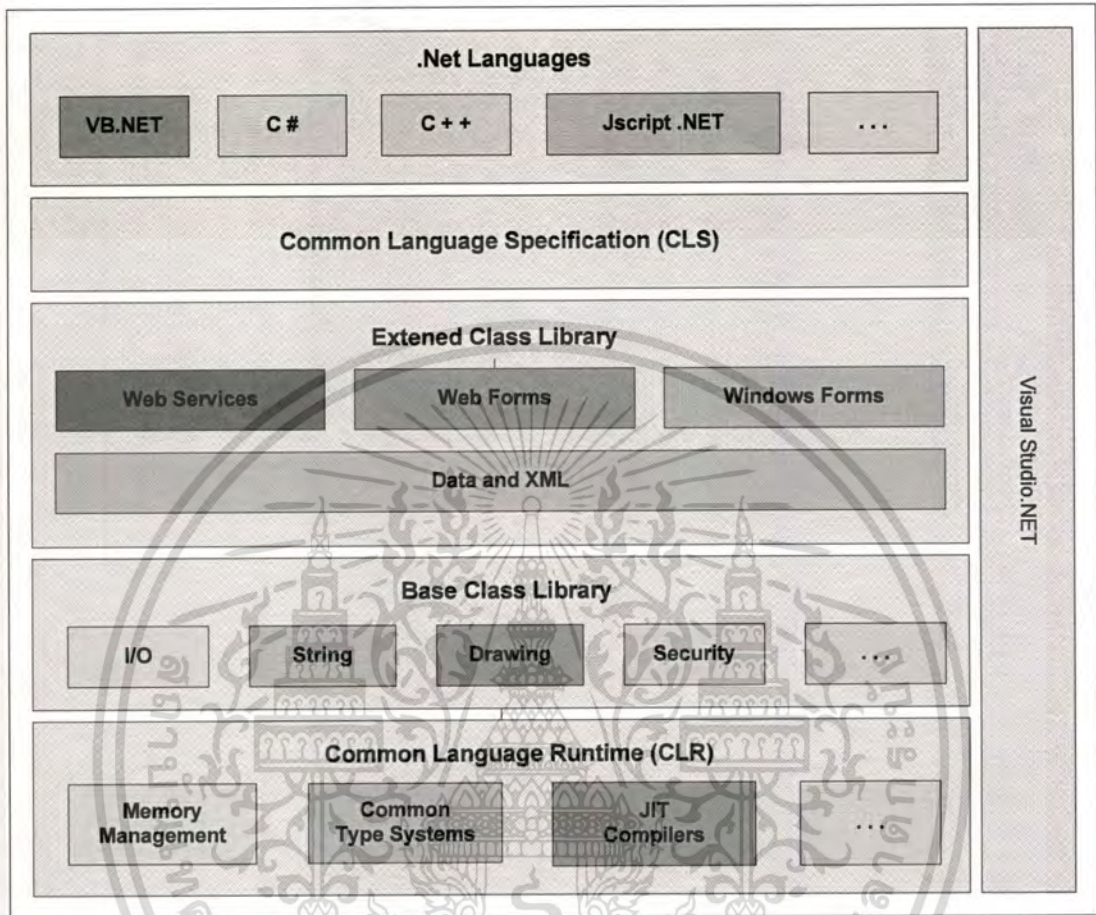 .Net Languages
VB.NET
C #
C + +
Jscript .NET
. . .
Common Language Specification (CLS)
Extened Class Library
Web Services
Web Forms
Windows Forms
Data and XML
Base Class Library
I/O
String
Drawing
Security
. . .
Common Language Runtime (CLR)
Memory
Management
Common
Type Systems
JIT
Compilers
. . .
Visual Studio.NET